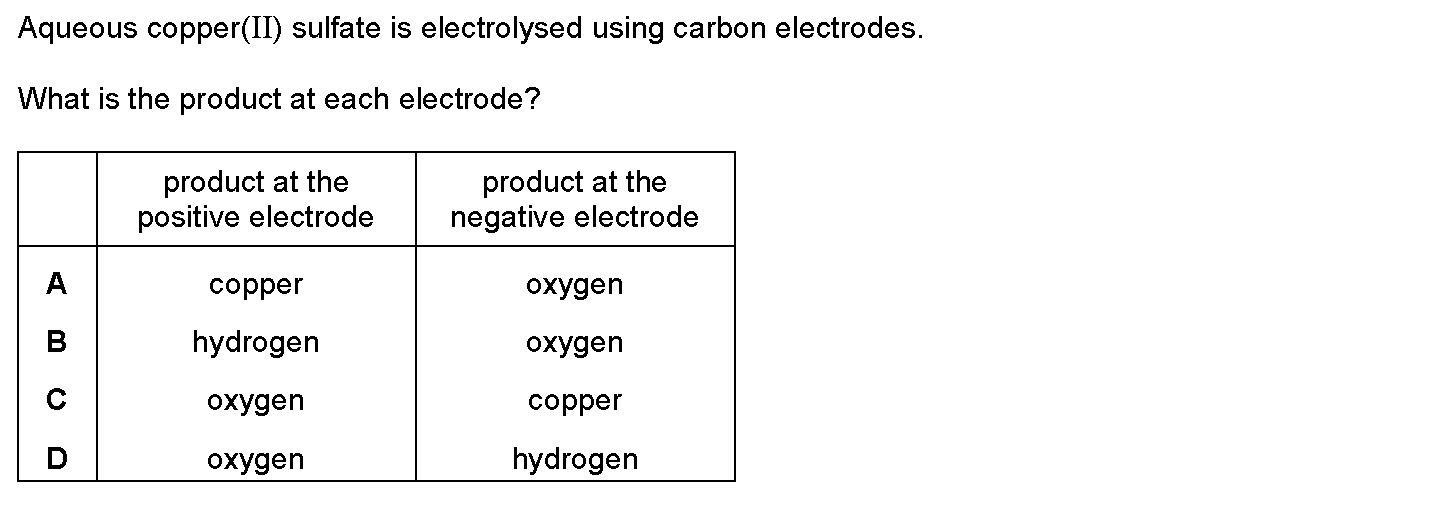 Aqueous copper(II) sulfate is electrolysed using carbon electrodes.
What is the product at each electrode?
product at the positive electrode product at the negative electrode
A copper oxygen
B hydrogen oxygen
C oxygen copper
D oxygen hydrogen